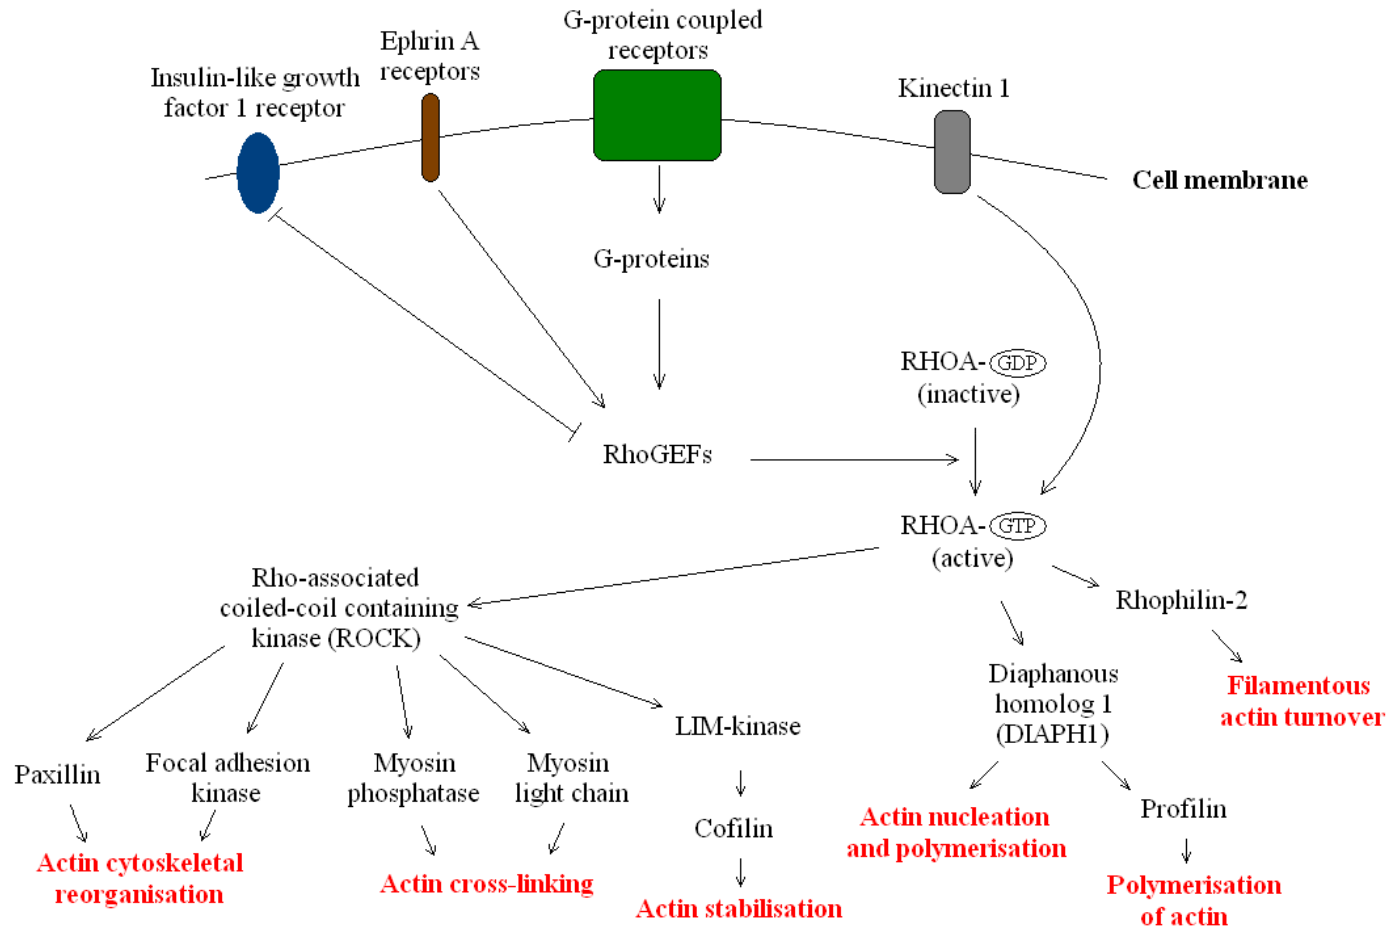 G-protein coupled
receptors
Ephrin A
receptors
Insulin-like growth
factor 1 receptor
Kinectin 1
Cell membrane
G-proteins
RHOA-GDP
(inactive)
RhoGEFs
RHOA-GTP
(active)
Rho-associated
coiled-coil containing
kinase (ROCK)
Rhophilin-2
Diaphanous
homolog 1
(DIAPH1)
Filamentous
actin turnover
LIM-kinase
Paxillin
Focal adhesion
kinase
Myosin
phosphatase
Myosin
light chain
Cofilin
Profilin
Actin nucleation
and polymerisation
Actin cytoskeletal
reorganisation
Actin cross-linking
Actin stabilisation
Polymerisation
of actin